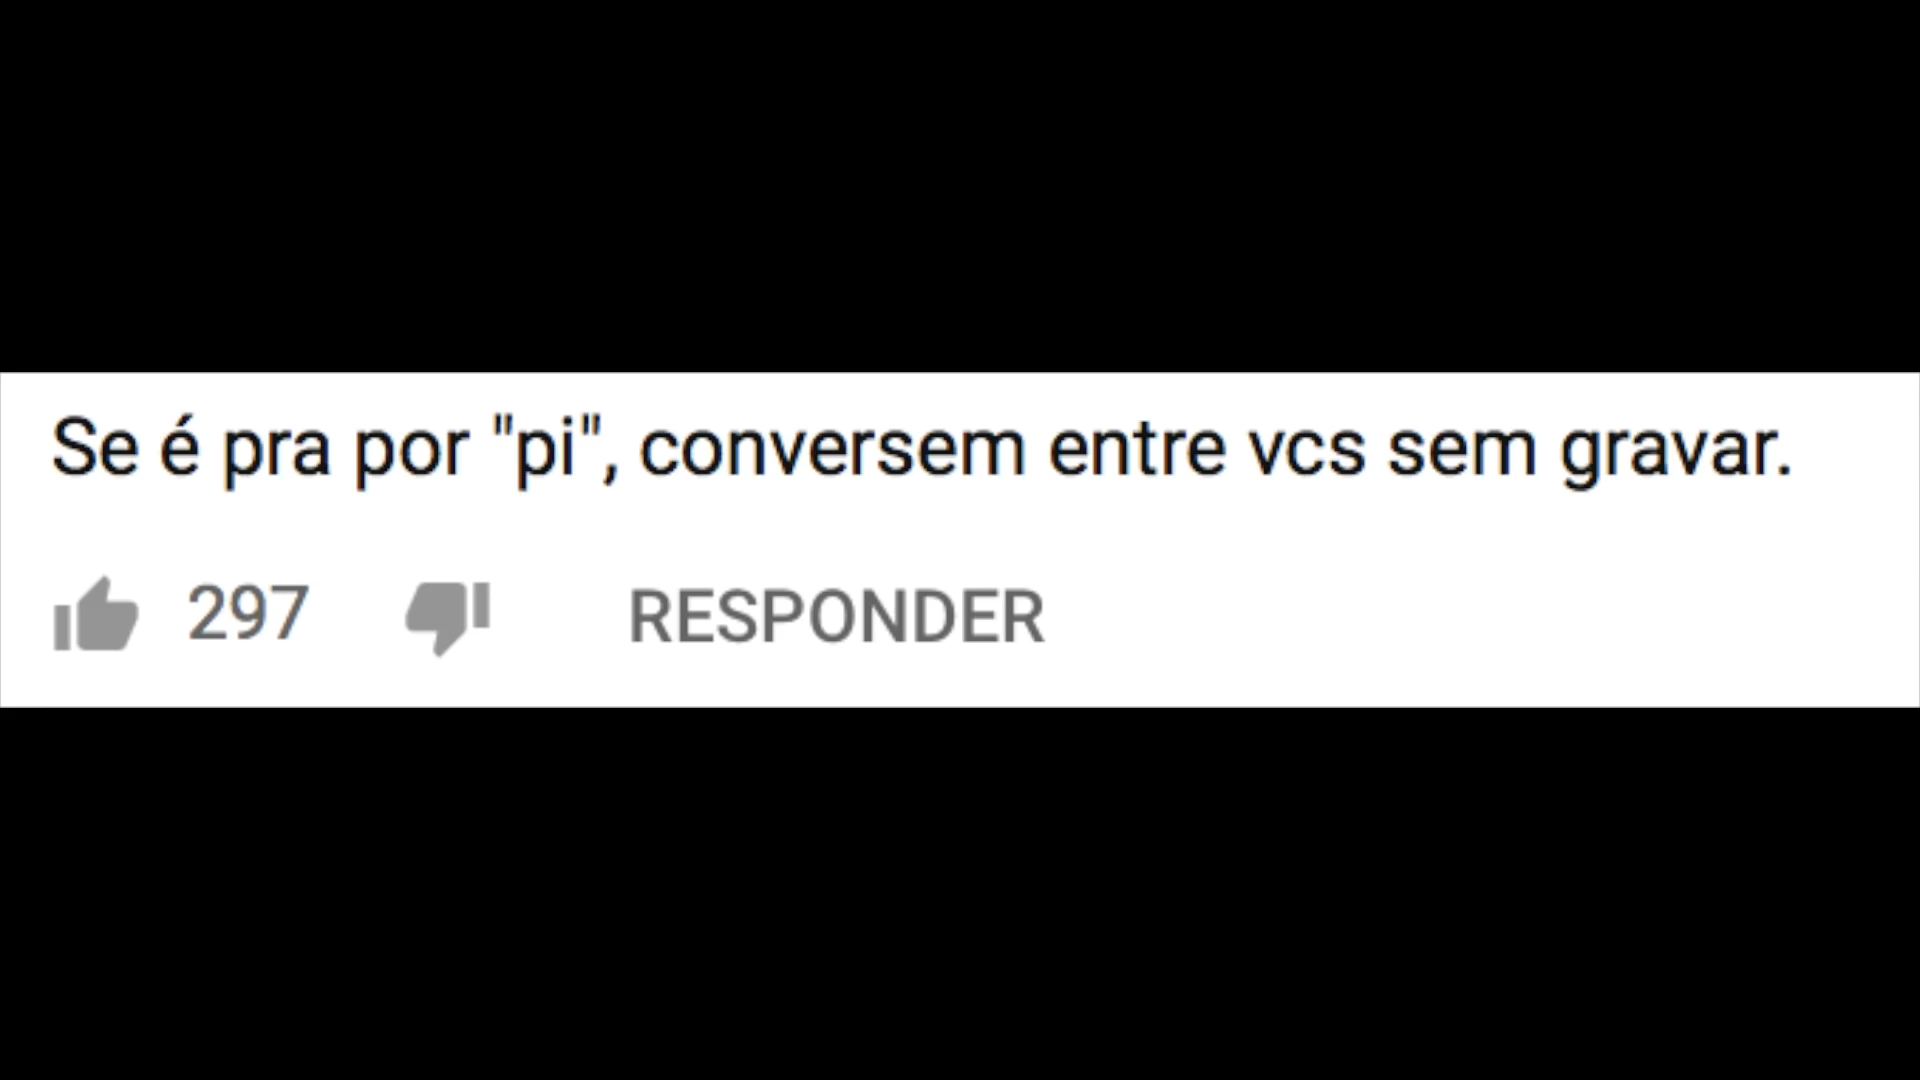 Se é pra por "pi", conversem entre vcs sem gravar.
297 RESPONDER